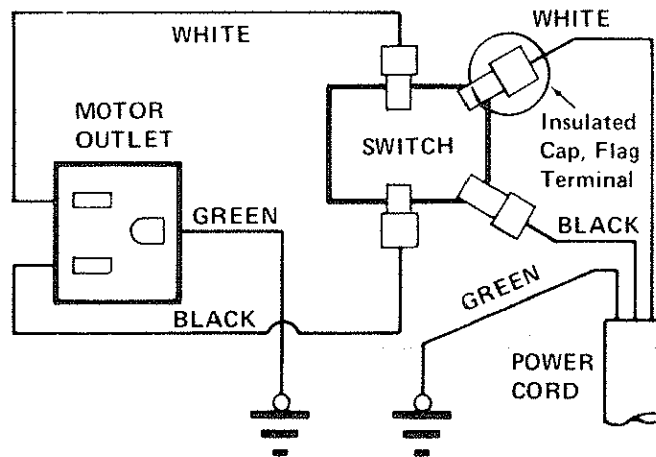 WHITE
WHITE
MOTOR
OUTLET
SWITCH
Insulated
Cap, Flag
Terminal
GREEN
BLACK
GREEN
BLACK
POWER
CORD